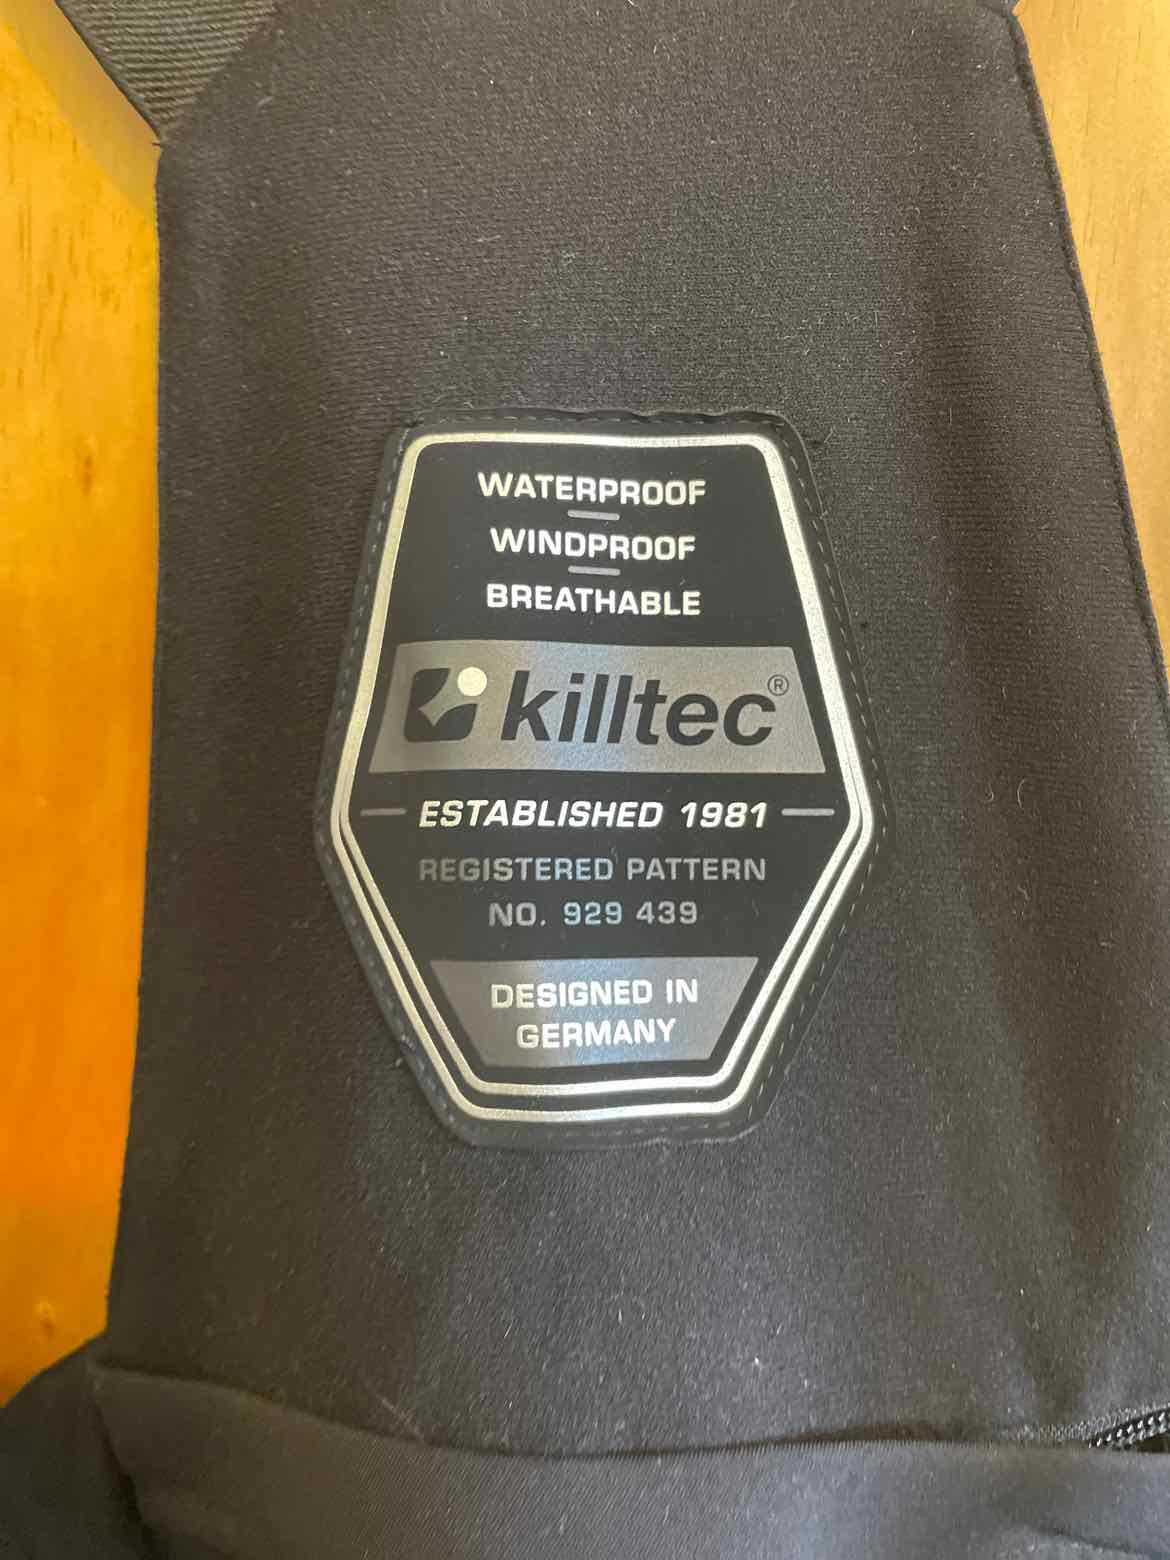 WATERPROOF
WINDPROOF
BREATHABLE
killtec®
ESTABLISHED 1981
REGISTERED PATTERN
NO. 929 439
DESIGNED IN
GERMANY